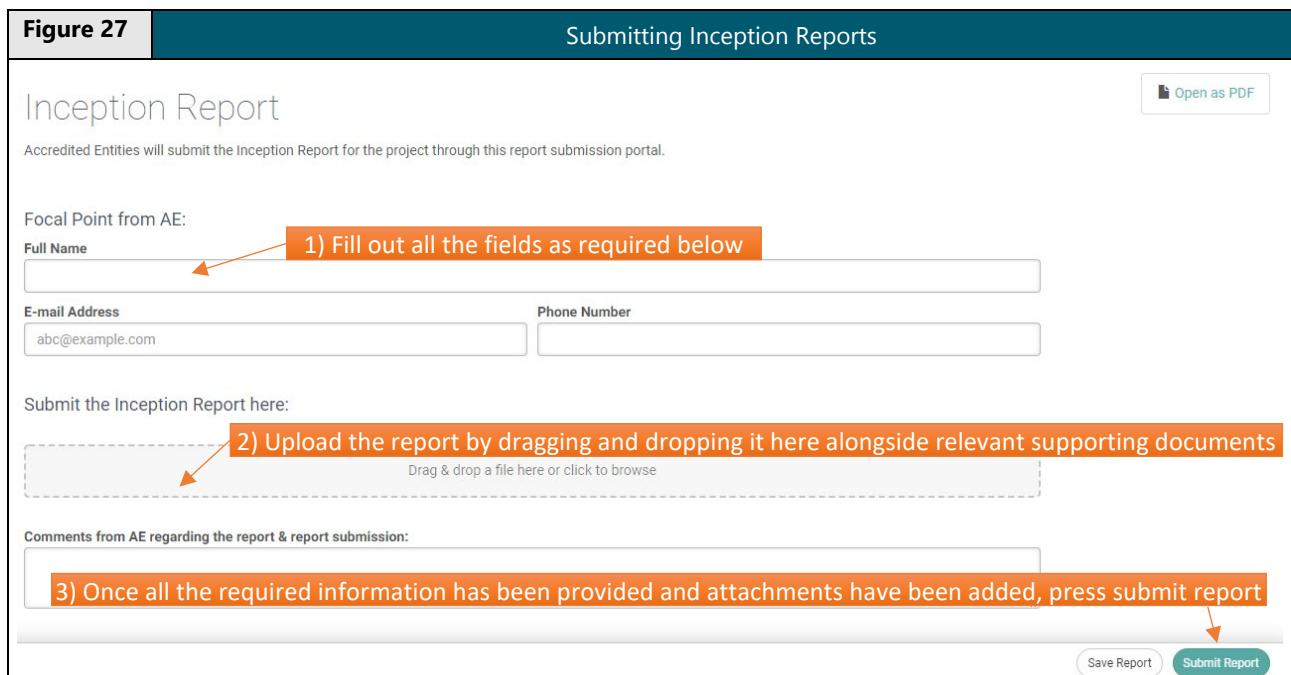 Figure 27
Submitting Inception Reports
Inception Report
Open as PDF
Accredited Entities will submit the Inception Report for the project through this report submission portal.
Focal Point from AE:
Full Name
1) Fill out all the fields as required below
E-mail Address
Phone Number
abc@example.com
Submit the Inception Report here:
2) Upload the report by dragging and dropping it here alongside relevant supporting documents
Drag & drop a file here or click to browse
Comments from AE regarding the report & report submission:
3) Once all the required information has been provided and attachments have been added, press submit report
Save Report
Submit Report